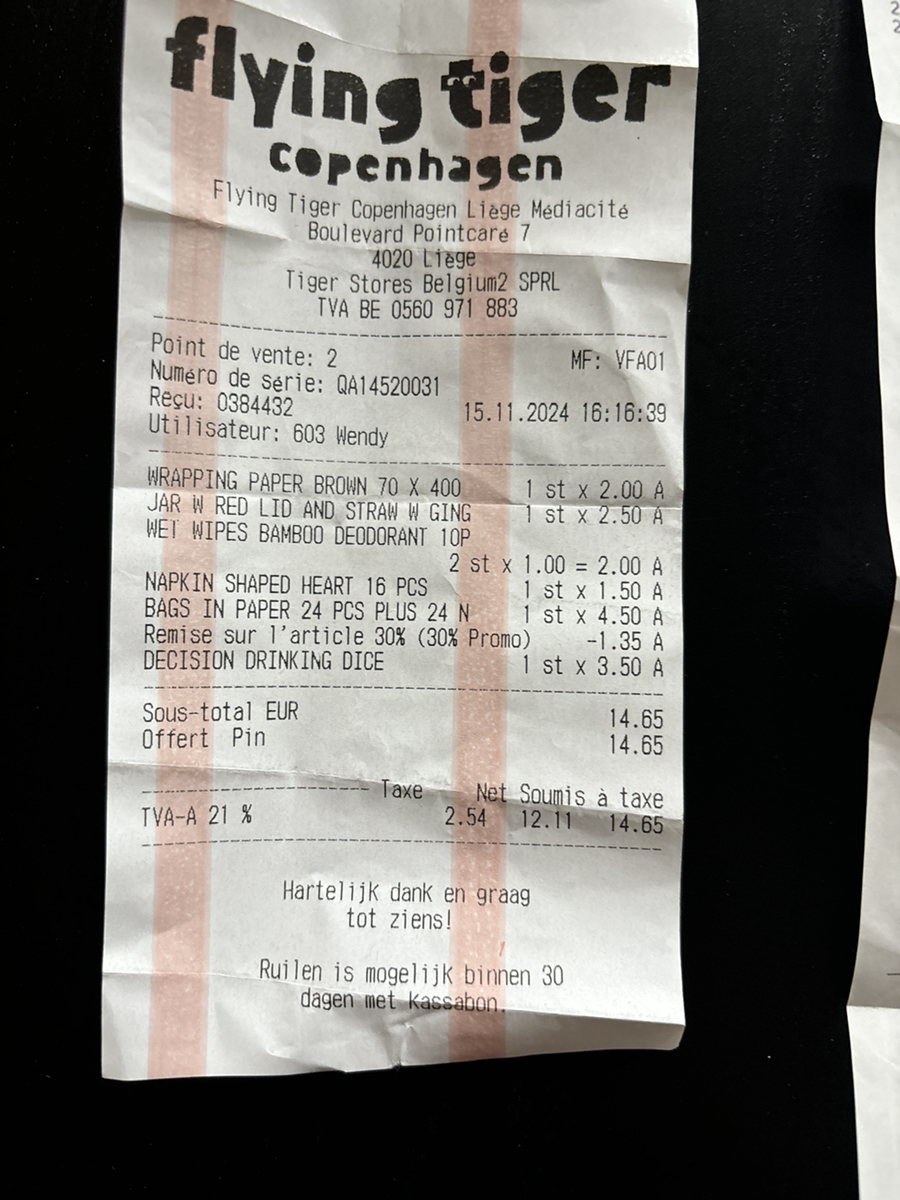 flying tiger
copenhagen
Flying Tiger Copenhagen Liège Médiacité
Boulevard Pointcaré 7
4020 Liège
Tiger Stores Belgium2 SPRL
TVA BE 0560 971 883
Point de vente: 2 MF: VFA01
Numéro de série: QA14520031
Reçu: 0384432 15.11.2024 16:16:39
Utilisateur: 603 Wendy
WRAPPING PAPER BROWN 70 X 400 1 st x 2.00 A
JAR W RED LID AND STRAW W GING 1 st x 2.50 A
WET WIPES BAMBOO DEODORANT 10P
2 st x 1.00 = 2.00 A
NAPKIN SHAPED HEART 16 PCS 1 st x 1.50 A
BAGS IN PAPER 24 PCS PLUS 24 N 1 st x 4.50 A
Remise sur l'article 30% (30% Promo) -1.35 A
DECISION DRINKING DICE 1 st x 3.50 A
Sous-total EUR 14.65
Offert Pin 14.65
Taxe Net Soumis à taxe
TVA-A 21 % 2.54 12.11 14.65
Hartelijk dank en graag
tot ziens!
Ruilen is mogelijk binnen 30
dagen met kassabon.